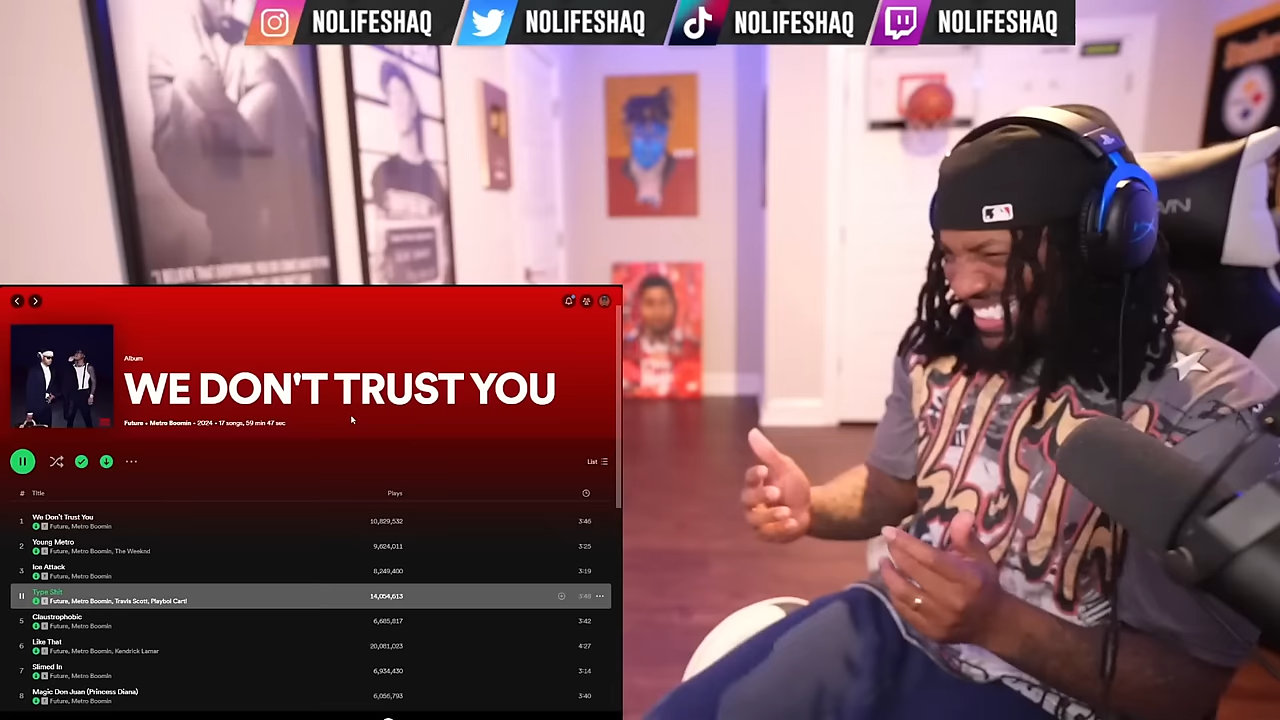 NOLIFESHAQ NOLIFESHAQ NOLIFESHAQ NOLIFESHAQ
"I BELIEVE THAT EVERYTHING
Album
WE DON'T TRUST YOU
Future • Metro Boomin • 2024 • 17 songs, 59 min 47 sec
List
# Title Plays
1 We Don't Trust You 10,829,532 3:46
Future, Metro Boomin
2 Young Metro 9,624,011 3:25
Future, Metro Boomin, The Weeknd
3 Ice Attack 8,249,400 3:19
Future, Metro Boomin
Type Shit 14,054,613 3:48
Future, Metro Boomin, Travis Scott, Playboi Carti
5 Claustrophobic 6,685,817 3:42
Future, Metro Boomin
6 Like That 20,081,023 4:27
Future, Metro Boomin, Kendrick Lamar
7 Slimed In 6,934,430 3:14
Future, Metro Boomin
8 Magic Don Juan (Princess Diana) 6,056,793 3:40
Future, Metro Boomin